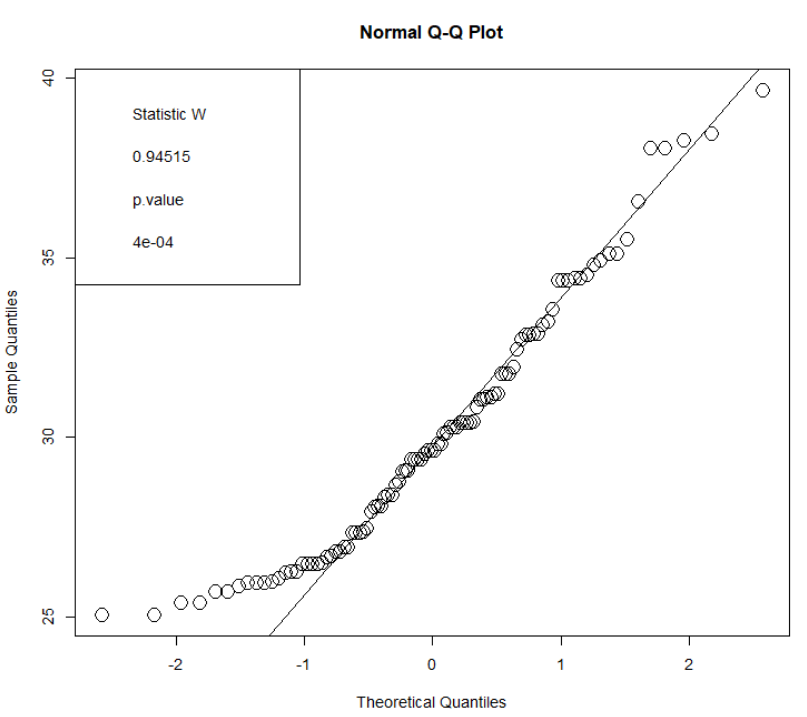 Normal Q-Q Plot
Statistic W
0.94515
p.value
4e-04
40
35
30
25
Sample Quantiles
-2
-1
0
1
2
Theoretical Quantiles